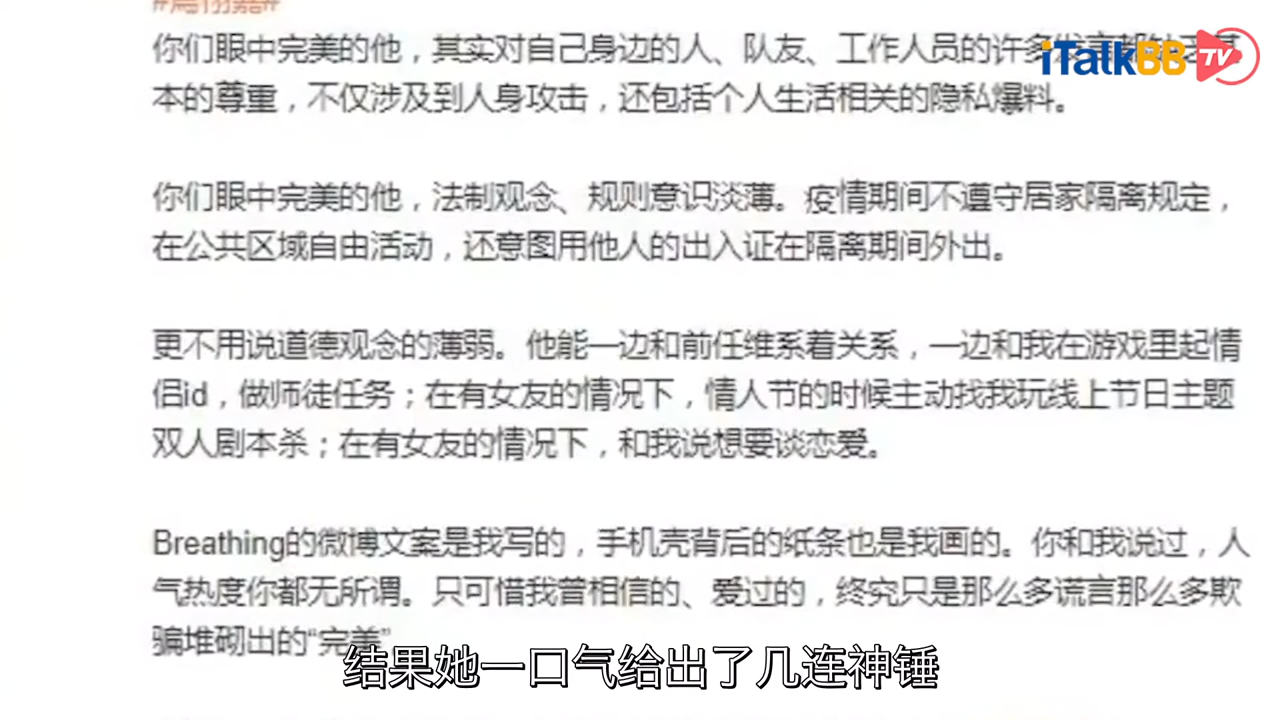 你们眼中完美的他，其实对自己身边的人、队友、工作人员的许多发言都缺乏基
iTalkBB TV
本的尊重，不仅涉及到人身攻击，还包括个人生活相关的隐私爆料。
你们眼中完美的他，法制观念、规则意识淡薄。疫情期间不遵守居家隔离规定，
在公共区域自由活动，还意图用他人的出入证在隔离期间外出。
更不用说道德观念的薄弱。他能一边和前任维系着关系，一边和我在游戏里起情
侣id，做师徒任务；在有女友的情况下，情人节的时候主动找我玩线上节日主题
双人剧本杀；在有女友的情况下，和我说想要谈恋爱。
Breathing的微博文案是我写的，手机壳背后的纸条也是我画的。你和我说过，人
气热度你都无所谓。只可惜我曾相信的、爱过的，终究只是那么多谎言那么多欺
骗堆砌出的“完美”
结果她一口气给出了几连神锤